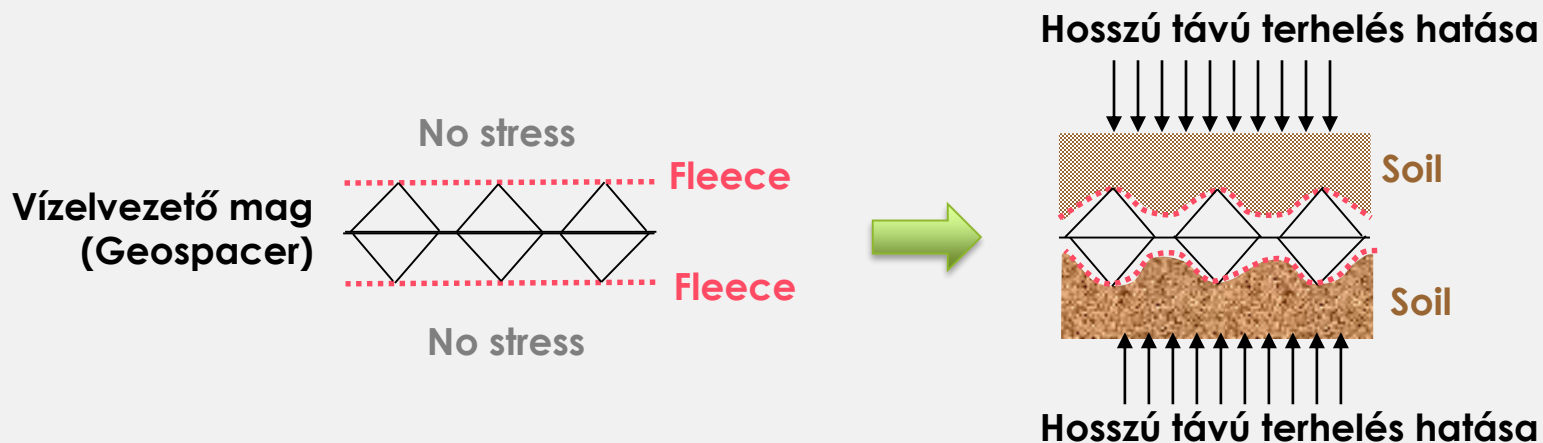 No stress
Fleece
Vízelvezető mag
(Geospacer)
Fleece
No stress
Hosszú távú terhelés hatása
Soil
Soil
Hosszú távú terhelés hatása